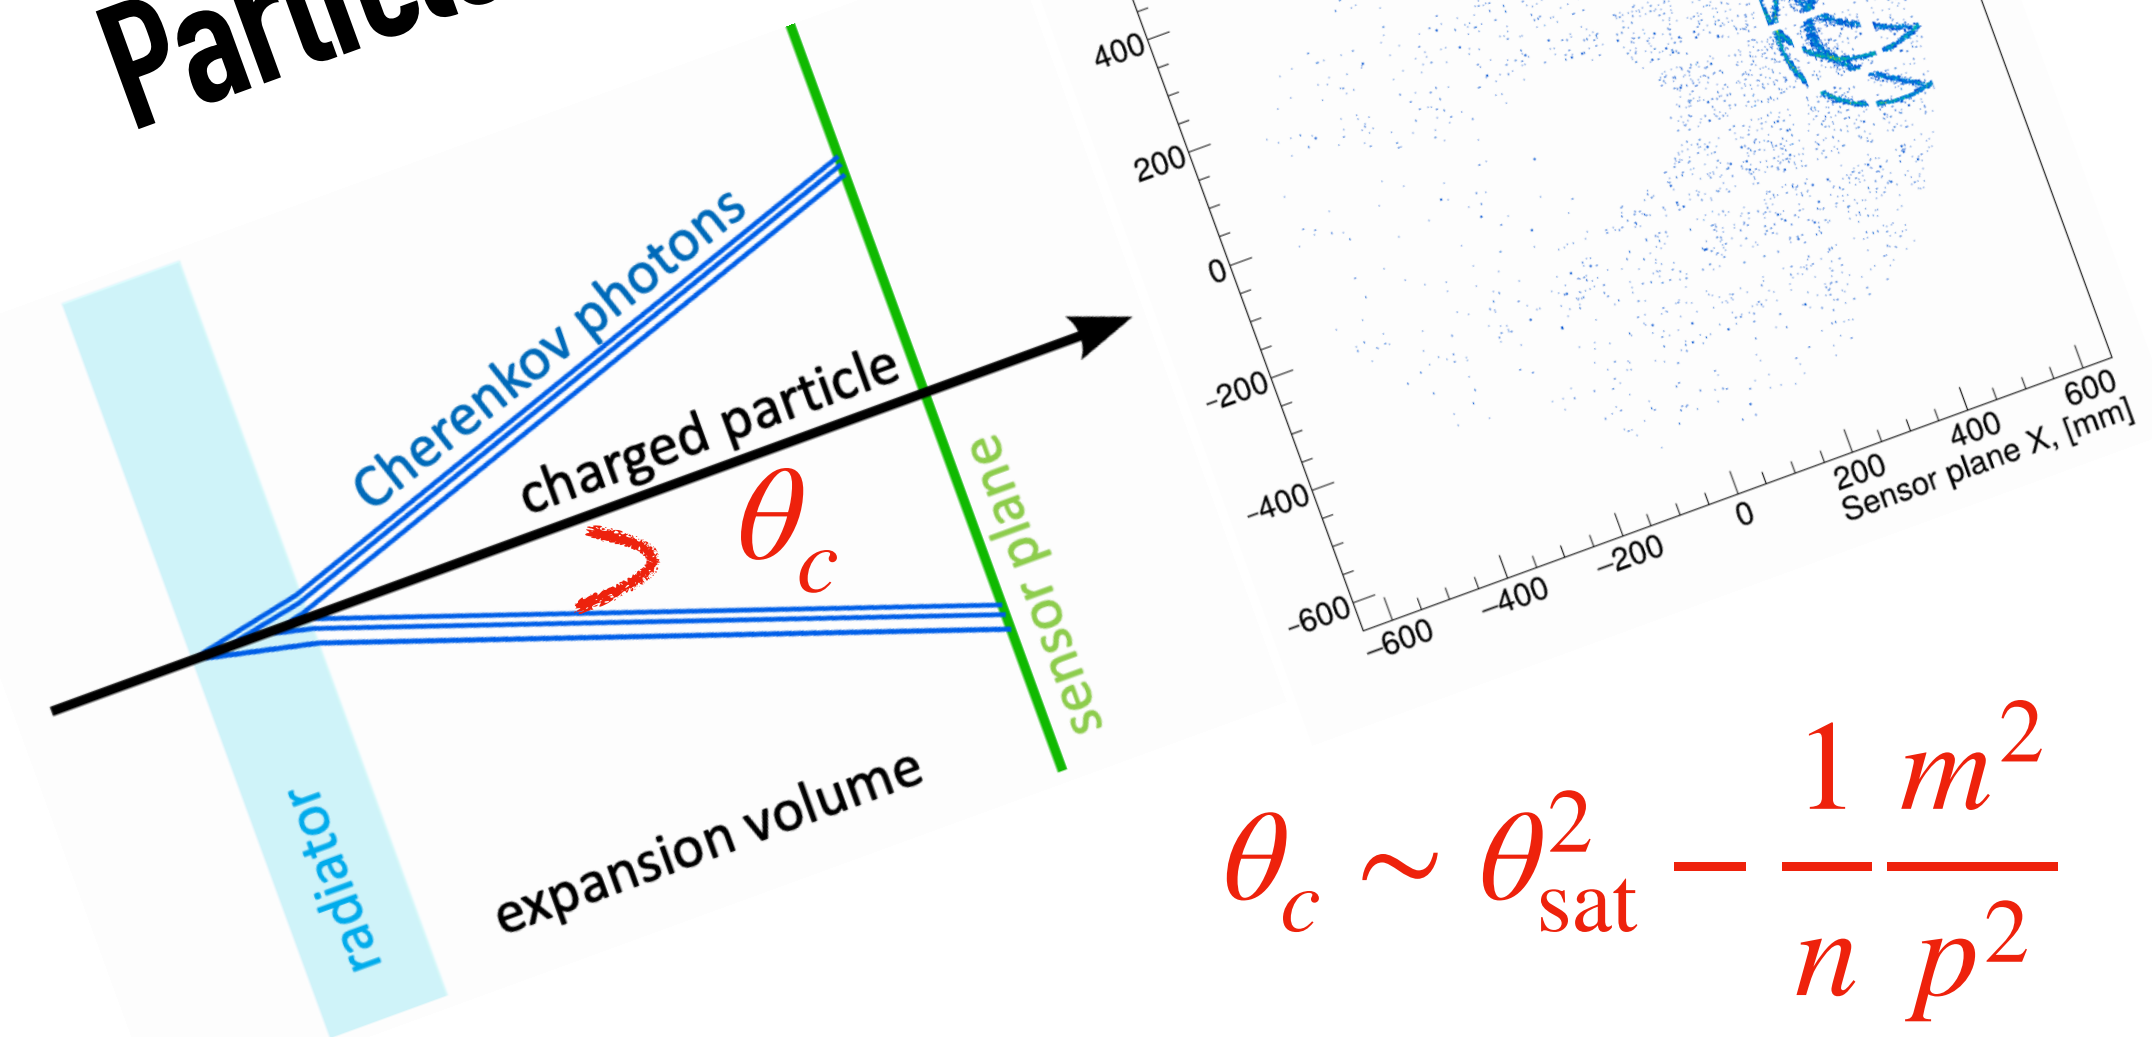 Cherenkov photons
charged particle
θc
sensor plane
radiator
expansion volume
400
200
0
−200
−400
−600
−600
−400
−200
0
200
400
600
Sensor plane X, [mm]
θc ~ θ²sat − 1/n m²/p²